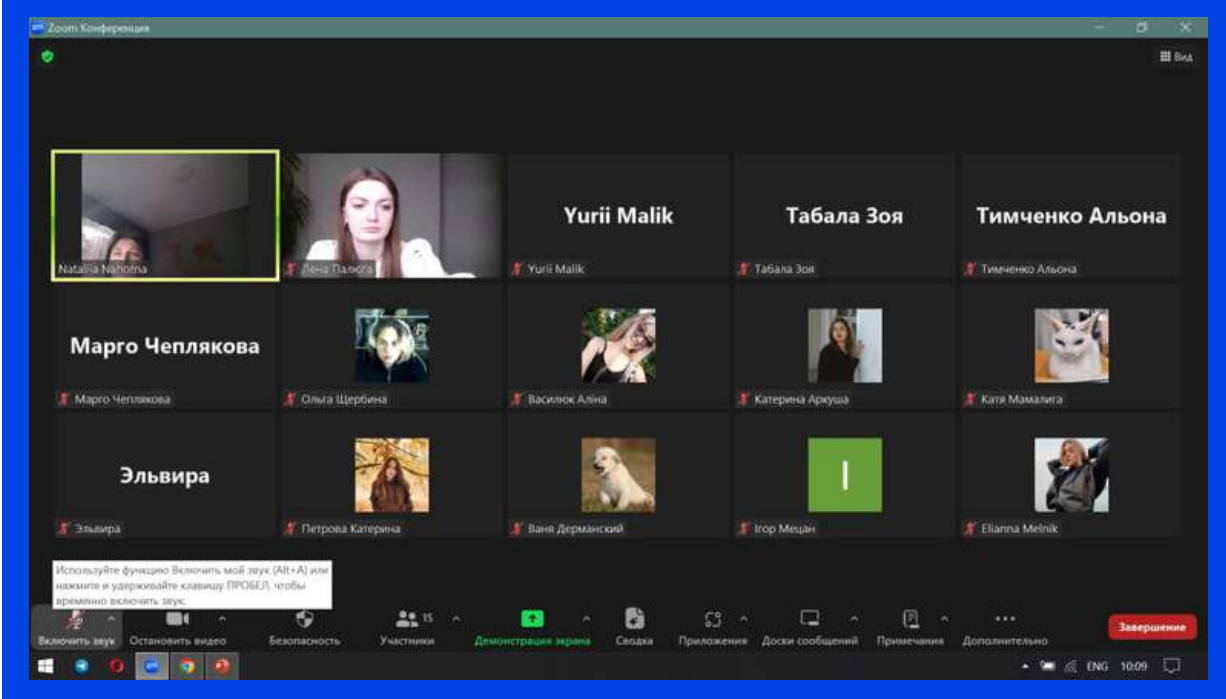 Zoom Конференция
Вид
Nataliia Nahorna
Лена Палюга
Yurii Malik
Yurii Malik
Табала Зоя
Табала Зоя
Тимченко Альона
Тимченко Альона
Марго Чеплякова
Марго Чеплякова
Ольга Щербина
Василюк Аліна
Катерина Аркуша
Катя Мамалига
Эльвира
Эльвира
Петрова Катерина
Ваня Дерманский
I
Ігор Мецан
Elianna Melnik
Используйте функцию Включить мой звук (Alt+A) или
нажмите и удерживайте клавишу ПРОБЕЛ, чтобы
временно включить звук.
Включить звук
Остановить видео
Безопасность
15
Участники
Демонстрация экрана
Сводка
Приложения
Доски сообщений
Примечания
Дополнительно
Завершение
ENG
10:09